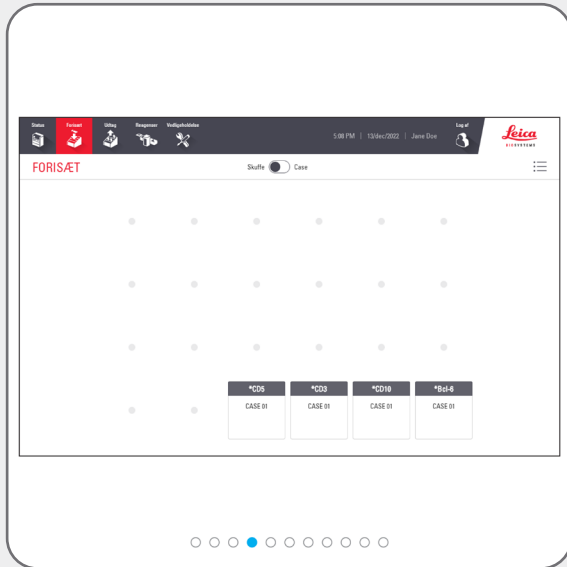 Status Forisæt Udtag Reagenser Vedligeholdelse
5:08 PM | 13/dec/2022 | Jane Doe
Log af
Leica
BIOSYSTEMS
FORISÆT
Skuffe Case
*CD5 *CD3 *CD10 *Bcl-6
CASE 01 CASE 01 CASE 01 CASE 01